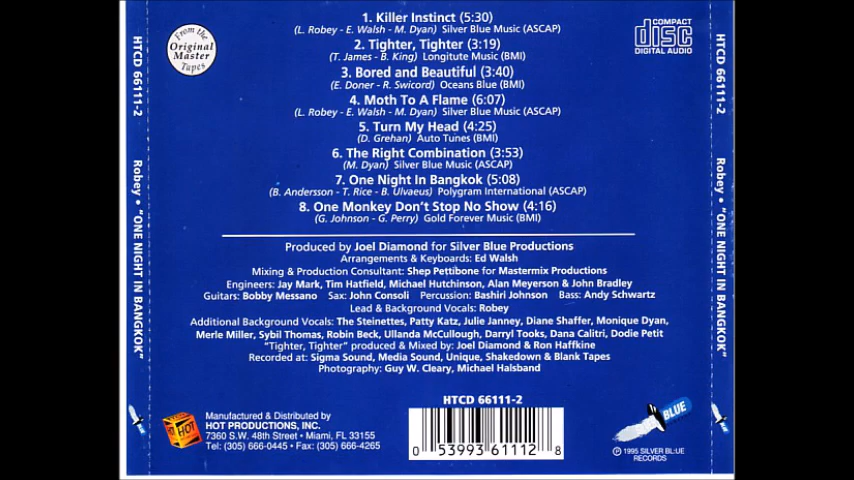 From the
Original
Master
Tapes
COMPACT
disc
DIGITAL AUDIO
1. Killer Instinct (5:30)
(L. Robey - E. Walsh - M. Dyan) Silver Blue Music (ASCAP)
2. Tighter, Tighter (3:19)
(T. James - B. King) Longitute Music (BMI)
3. Bored and Beautiful (3:40)
(E. Doner - R. Swicord) Oceans Blue (BMI)
4. Moth To A Flame (6:07)
(L. Robey - E. Walsh - M. Dyan) Silver Blue Music (ASCAP)
5. Turn My Head (4:25)
(D. Grehan) Auto Tunes (BMI)
6. The Right Combination (3:53)
(M. Dyan) Silver Blue Music (ASCAP)
7. One Night In Bangkok (5:08)
(B. Andersson - T. Rice - B. Ulvaeus) Polygram International (ASCAP)
8. One Monkey Don't Stop No Show (4:16)
(G. Johnson - G. Perry) Gold Forever Music (BMI)
Produced by Joel Diamond for Silver Blue Productions
Arrangements & Keyboards: Ed Walsh
Mixing & Production Consultant: Shep Pettibone for Mastermix Productions
Engineers: Jay Mark, Tim Hatfield, Michael Hutchinson, Alan Meyerson & John Bradley
Guitars: Bobby Messano Sax: John Consoli Percussion: Bashiri Johnson Bass: Andy Schwartz
Lead & Background Vocals: Robey
Additional Background Vocals: The Steinettes, Patty Katz, Julie Janney, Diane Shaffer, Monique Dyan,
Merle Miller, Sybil Thomas, Robin Beck, Ullanda McCullough, Darryl Tooks, Dana Calitri, Dodie Petit
"Tighter, Tighter" produced & Mixed by: Joel Diamond & Ron Haffkine
Recorded at: Sigma Sound, Media Sound, Unique, Shakedown & Blank Tapes
Photography: Guy W. Cleary, Michael Halsband
HTCD 66111-2
0 53993 61112 8
HOT
Manufactured & Distributed by
HOT PRODUCTIONS, INC.
7360 S.W. 48th Street • Miami, FL 33155
Tel: (305) 666-0445 • Fax: (305) 666-4265
BLUE
℗ 1995 SILVER BLUE
RECORDS
HTCD 66111-2 Robey • "ONE NIGHT IN BANGKOK"
HTCD 66111-2 Robey • "ONE NIGHT IN BANGKOK"